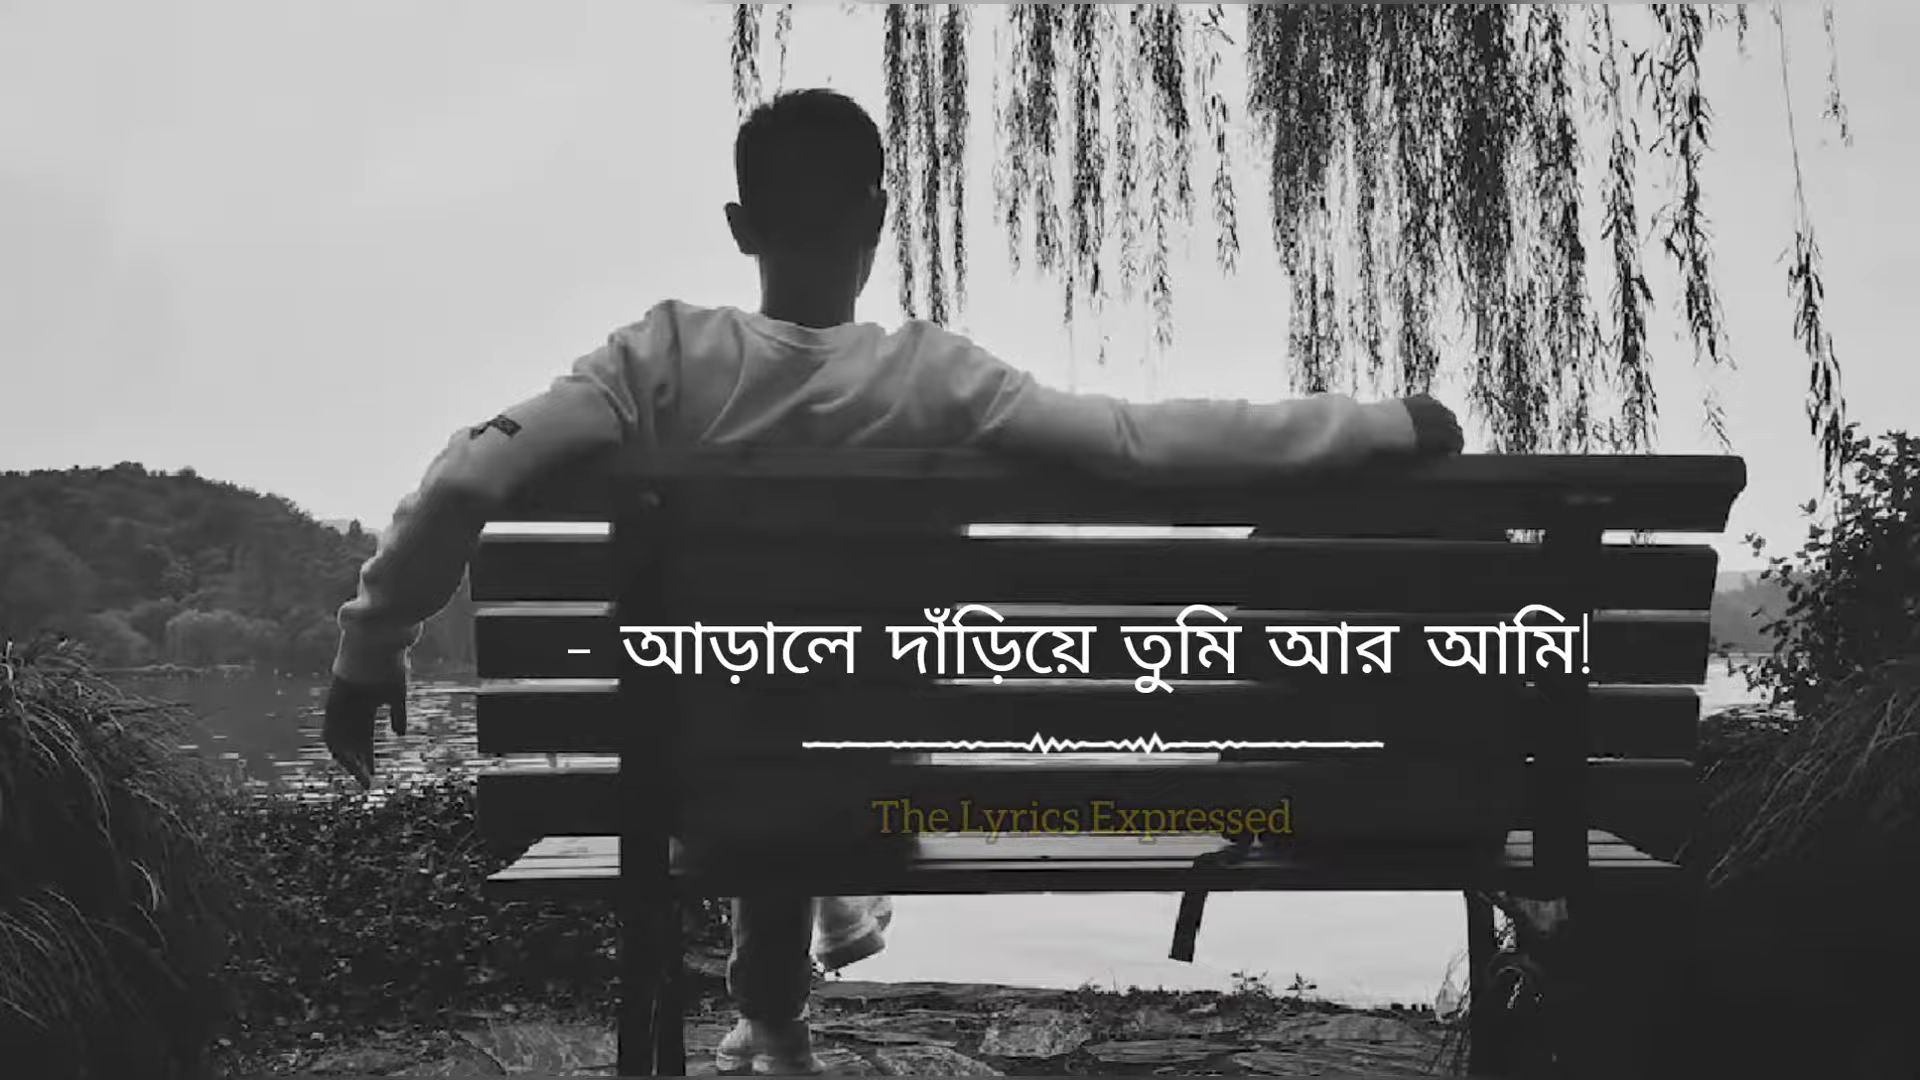 - আড়ালে দাঁড়িয়ে তুমি আর আমি!
The Lyrics Expressed